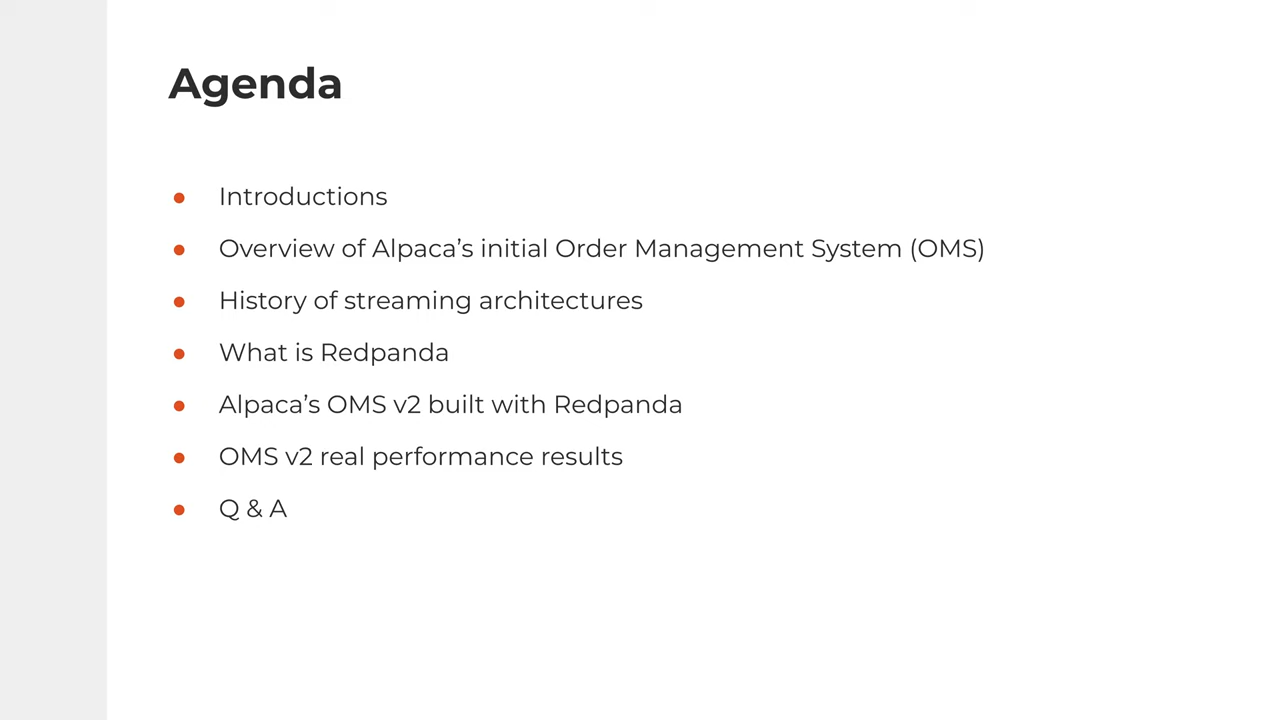 Agenda
● Introductions
● Overview of Alpaca’s initial Order Management System (OMS)
● History of streaming architectures
● What is Redpanda
● Alpaca’s OMS v2 built with Redpanda
● OMS v2 real performance results
● Q & A